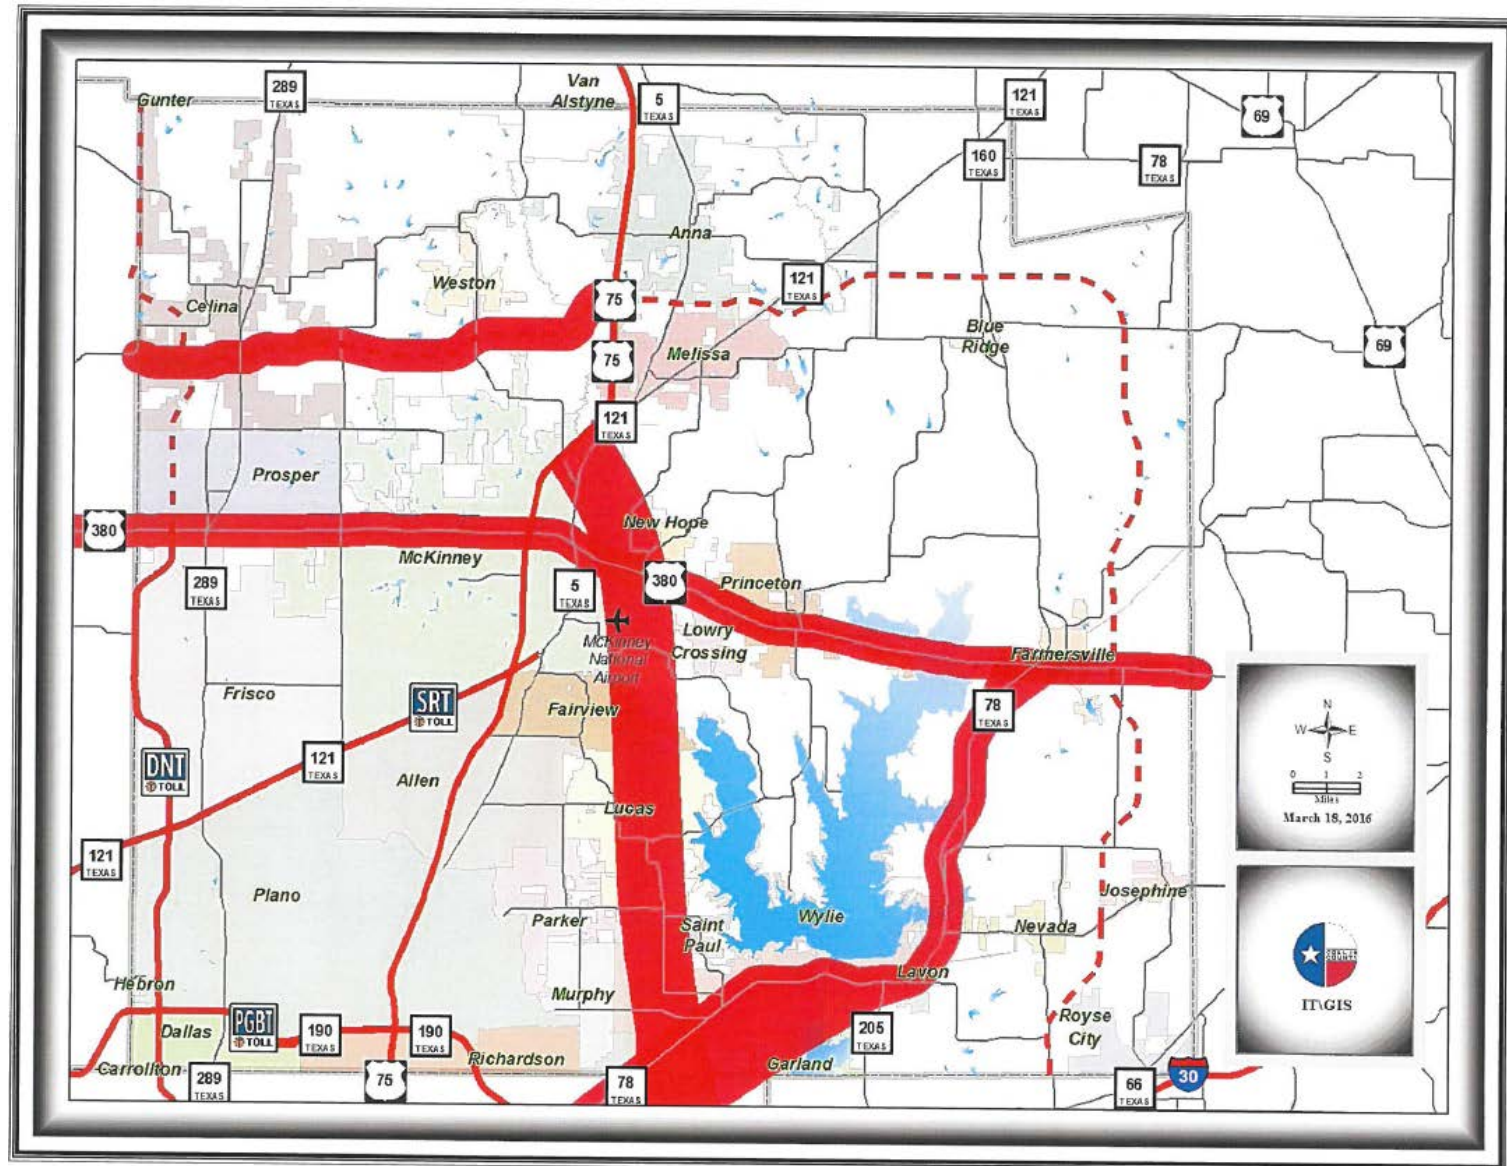 Gunter
289
TEXAS
Van
Alstyne
5
TEXAS
121
TEXAS
69
160
TEXAS
78
TEXAS
Anna
Weston
121
TEXAS
75
Celina
Blue
Ridge
69
75
Melissa
121
TEXAS
Prosper
380
New Hope
McKinney
289
TEXAS
5
TEXAS
380
Princeton
McKinney
National
Airport
Lowry
Crossing
Farmersville
Frisco
SRT
TOLL
Fairview
78
TEXAS
N
W
E
S
0 1 2
Miles
March 18, 2016
DNT
TOLL
121
TEXAS
Allen
Lucas
121
TEXAS
Plano
Parker
Saint
Paul
Wylie
Nevada
Josephine
Hebron
Lavon
IT\GIS
Murphy
Dallas
PGBT
TOLL
190
TEXAS
190
TEXAS
205
TEXAS
Royse
City
Carrollton
289
TEXAS
75
Richardson
78
TEXAS
Garland
66
TEXAS
30